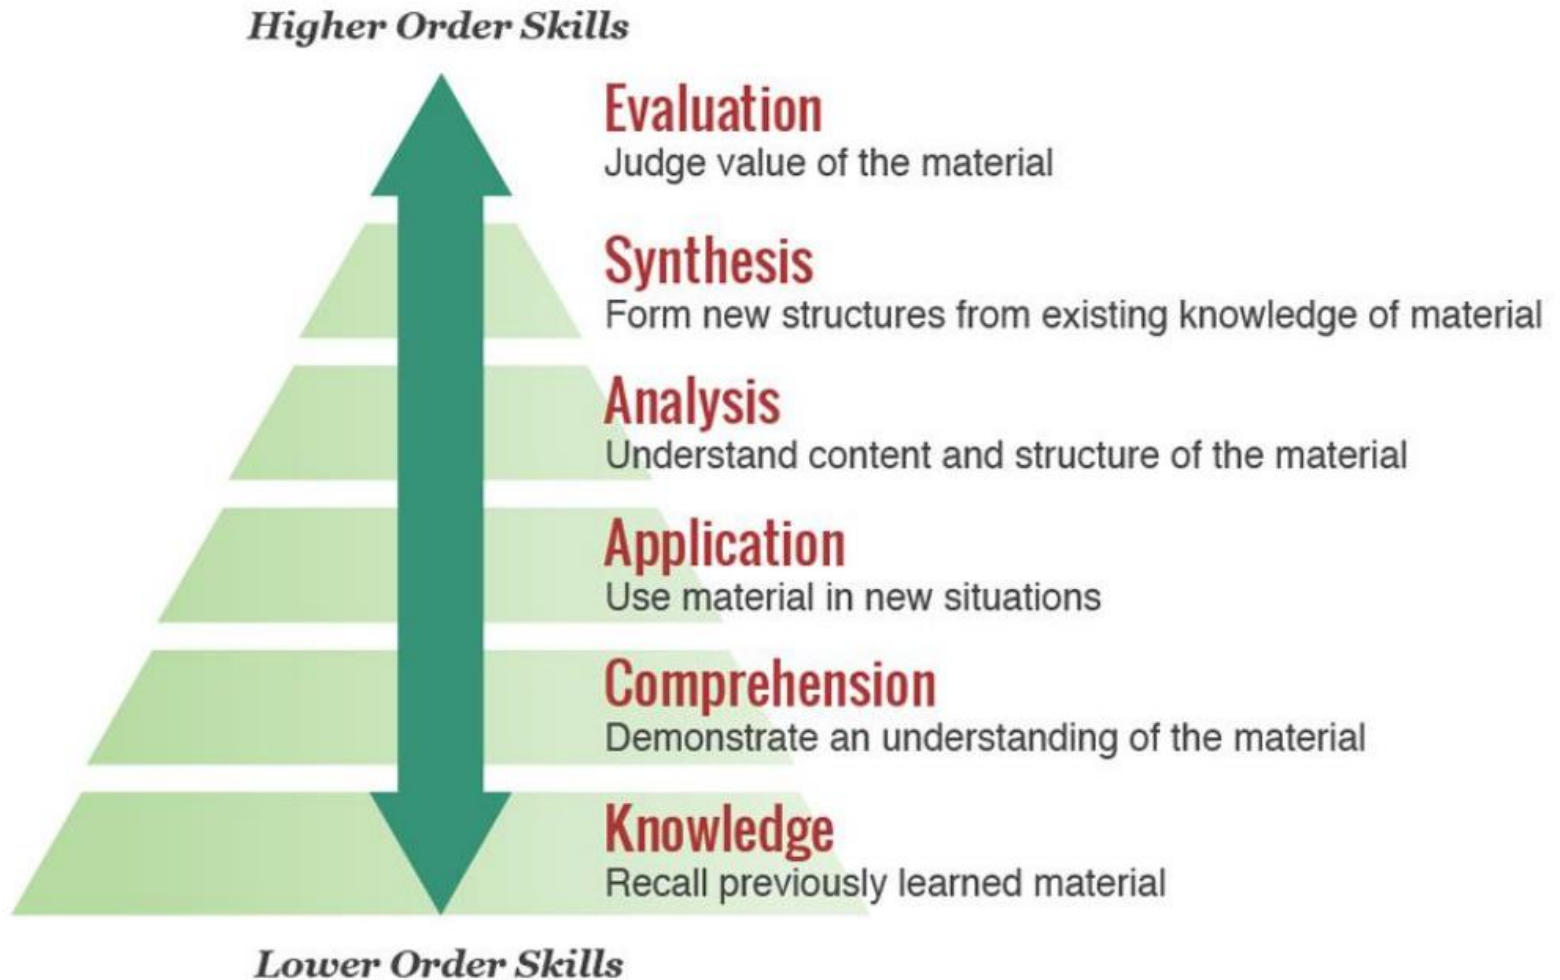 Higher Order Skills
Evaluation
Judge value of the material
Synthesis
Form new structures from existing knowledge of material
Analysis
Understand content and structure of the material
Application
Use material in new situations
Comprehension
Demonstrate an understanding of the material
Knowledge
Recall previously learned material
Lower Order Skills